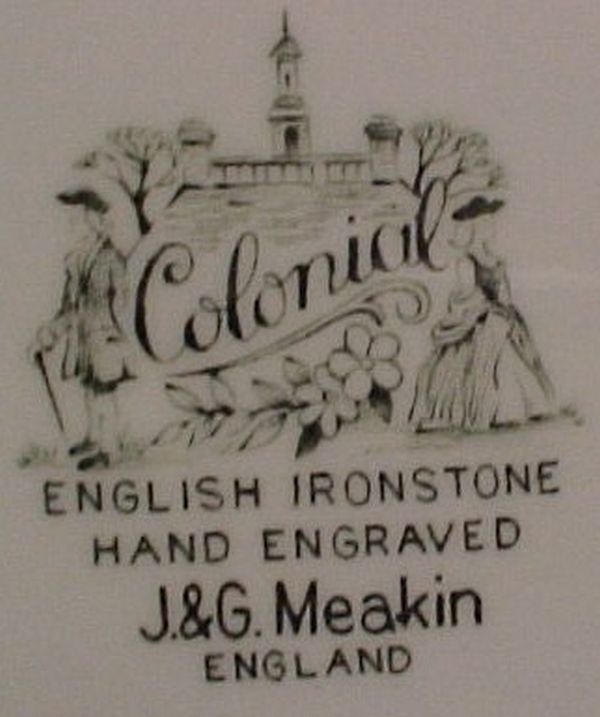 Colonial
ENGLISH IRONSTONE
HAND ENGRAVED
J.&G. Meakin
ENGLAND